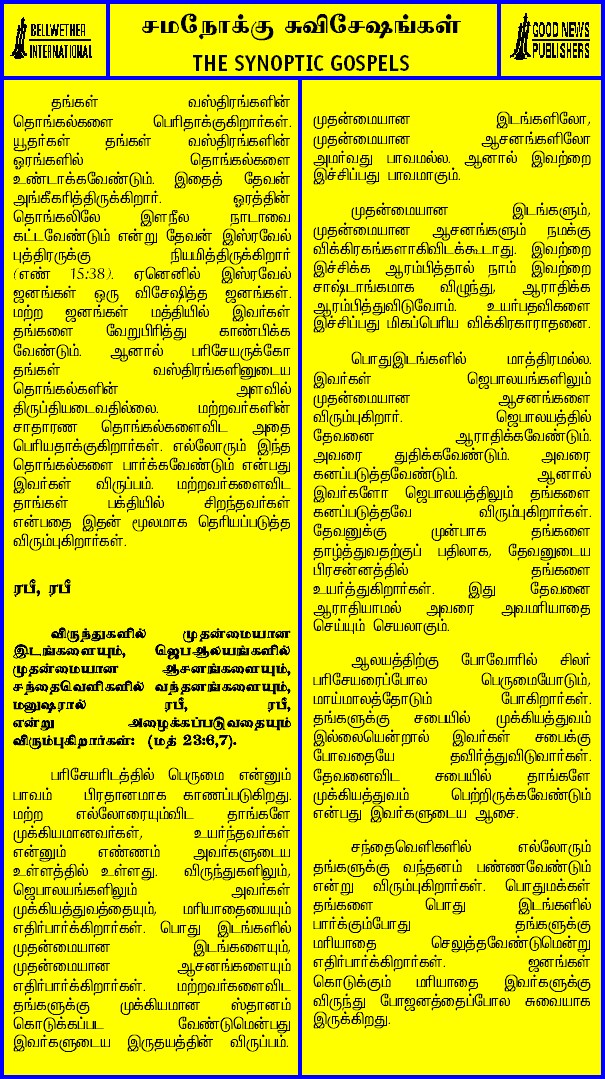 BELLWETHER
INTERNATIONAL
சமநோக்கு சுவிசேஷங்கள்
THE SYNOPTIC GOSPELS
GOOD NEWS
PUBLISHERS
தங்கள் வஸ்திரங்களின்
தொங்கல்களை பெரிதாக்குகிறார்கள்.
யூதர்கள் தங்கள் வஸ்திரங்களின்
ஓரங்களில் தொங்கல்களை
உண்டாக்கவேண்டும். இதைத் தேவன்
அங்கீகரித்திருக்கிறார். ஓரத்தின்
தொங்கலிலே இளநீல நாடாவை
கட்டவேண்டும் என்று தேவன் இஸ்ரவேல்
புத்திரருக்கு நியமித்திருக்கிறார்
(எண் 15:38). ஏனெனில் இஸ்ரவேல்
ஜனங்கள் ஒரு விசேஷித்த ஜனங்கள்.
மற்ற ஜனங்கள் மத்தியில் இவர்கள்
தங்களை வேறுபிரித்து காண்பிக்க
வேண்டும். ஆனால் பரிசேயருக்கோ
தங்கள் வஸ்திரங்களினுடைய
தொங்கல்களின் அளவில்
திருப்தியடைவதில்லை. மற்றவர்களின்
சாதாரண தொங்கல்களைவிட அதை
பெரியதாக்குகிறார்கள். எல்லோரும் இந்த
தொங்கல்களை பார்க்கவேண்டும் என்பது
இவர்கள் விருப்பம். மற்றவர்களைவிட
தாங்கள் பக்தியில் சிறந்தவர்கள்
என்பதை இதன் மூலமாக தெரியப்படுத்த
விரும்புகிறார்கள்.
ரபீ, ரபீ
விருந்துகளில் முதன்மையான
இடங்களையும், ஜெபஆலயங்களில்
முதன்மையான ஆசனங்களையும்,
சந்தைவெளிகளில் வந்தனங்களையும்,
மனுஷரால் ரபீ, ரபீ,
என்று அழைக்கப்படுவதையும்
விரும்புகிறார்கள்: (மத் 23:6,7).
பரிசேயரிடத்தில் பெருமை என்னும்
பாவம் பிரதானமாக காணப்படுகிறது.
மற்ற எல்லோரையும்விட தாங்களே
முக்கியமானவர்கள், உயர்ந்தவர்கள்
என்னும் எண்ணம் அவர்களுடைய
உள்ளத்தில் உள்ளது. விருந்துகளிலும்,
ஜெபாலயங்களிலும் அவர்கள்
முக்கியத்துவத்தையும், மரியாதையையும்
எதிர்பார்க்கிறார்கள். பொது இடங்களில்
முதன்மையான இடங்களையும்,
முதன்மையான ஆசனங்களையும்
எதிர்பார்க்கிறார்கள். மற்றவர்களைவிட
தங்களுக்கு முக்கியமான ஸ்தானம்
கொடுக்கப்பட வேண்டுமென்பது
இவர்களுடைய இருதயத்தின் விருப்பம்.
முதன்மையான இடங்களிலோ,
முதன்மையான ஆசனங்களிலோ
அமர்வது பாவமல்ல. ஆனால் இவற்றை
இச்சிப்பது பாவமாகும்.
முதன்மையான இடங்களும்,
முதன்மையான ஆசனங்களும் நமக்கு
விக்கிரகங்களாகிவிடக்கூடாது. இவற்றை
இச்சிக்க ஆரம்பித்தால் நாம் இவற்றை
சாஷ்டாங்கமாக விழுந்து, ஆராதிக்க
ஆரம்பித்துவிடுவோம். உயர்பதவிகளை
இச்சிப்பது மிகப்பெரிய விக்கிரகாராதனை.
பொதுஇடங்களில் மாத்திரமல்ல.
இவர்கள் ஜெபாலயங்களிலும்
முதன்மையான ஆசனங்களை
விரும்புகிறார். ஜெபாலயத்தில்
தேவனை ஆராதிக்கவேண்டும்.
அவரை துதிக்கவேண்டும். அவரை
கனப்படுத்தவேண்டும். ஆனால்
இவர்களோ ஜெபாலயத்திலும் தங்களை
கனப்படுத்தவே விரும்புகிறார்கள்.
தேவனுக்கு முன்பாக தங்களை
தாழ்த்துவதற்குப் பதிலாக, தேவனுடைய
பிரசன்னத்தில் தங்களை
உயர்த்துகிறார்கள். இது தேவனை
ஆராதியாமல் அவரை அவமரியாதை
செய்யும் செயலாகும்.
ஆலயத்திற்கு போவோரில் சிலர்
பரிசேயரைப்போல பெருமையோடும்,
மாய்மாலத்தோடும் போகிறார்கள்.
தங்களுக்கு சபையில் முக்கியத்துவம்
இல்லையென்றால் இவர்கள் சபைக்கு
போவதையே தவிர்த்துவிடுவார்கள்.
தேவனைவிட சபையில் தாங்களே
முக்கியத்துவம் பெற்றிருக்கவேண்டும்
என்பது இவர்களுடைய ஆசை.
சந்தைவெளிகளில் எல்லோரும்
தங்களுக்கு வந்தனம் பண்ணவேண்டும்
என்று விரும்புகிறார்கள். பொதுமக்கள்
தங்களை பொது இடங்களில்
பார்க்கும்போது தங்களுக்கு
மரியாதை செலுத்தவேண்டுமென்று
எதிர்பார்க்கிறார்கள். ஜனங்கள்
கொடுக்கும் மரியாதை இவர்களுக்கு
விருந்து போஜனத்தைப்போல சுவையாக
இருக்கிறது.